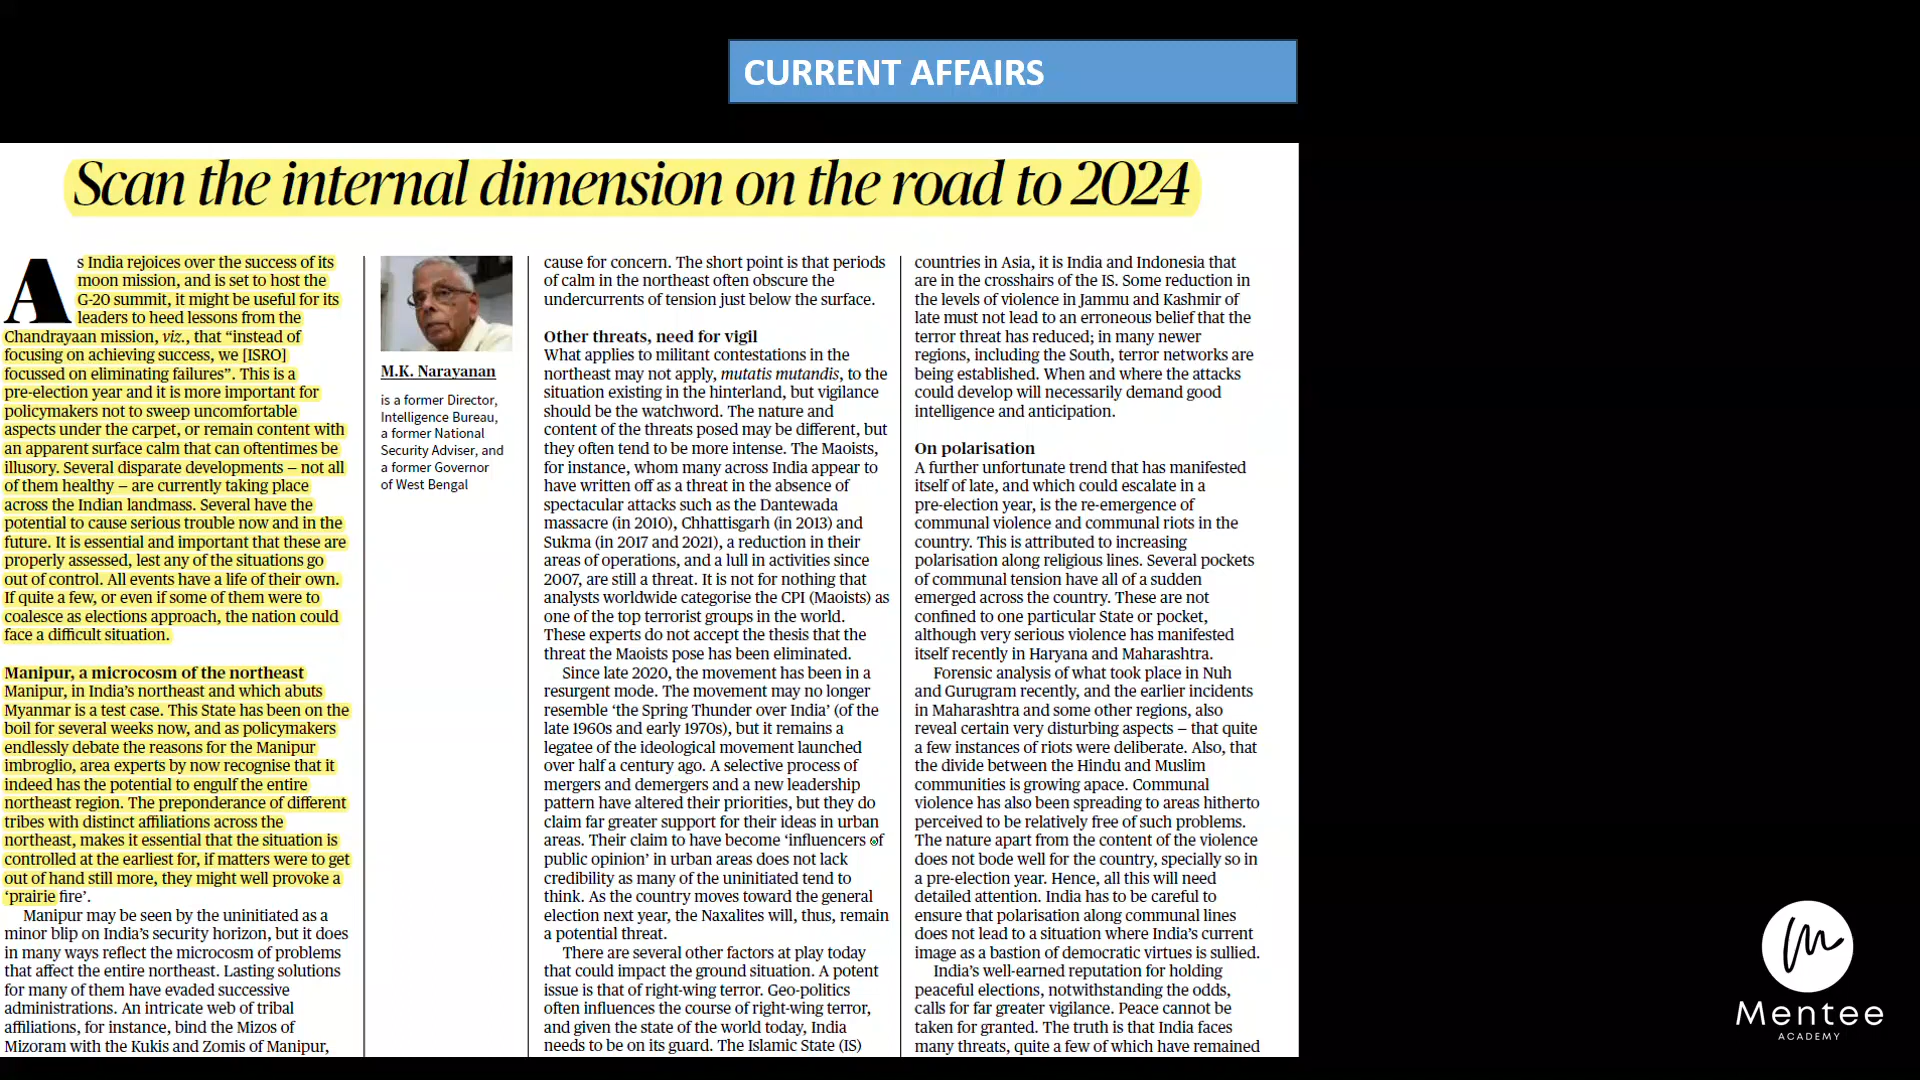 CURRENT AFFAIRS
Scan the internal dimension on the road to 2024
As India rejoices over the success of its
moon mission, and is set to host the
G-20 summit, it might be useful for its
leaders to heed lessons from the
Chandrayaan mission, viz., that “instead of
focusing on achieving success, we [ISRO]
focussed on eliminating failures”. This is a
pre-election year and it is more important for
policymakers not to sweep uncomfortable
aspects under the carpet, or remain content with
an apparent surface calm that can oftentimes be
illusory. Several disparate developments – not all
of them healthy – are currently taking place
across the Indian landmass. Several have the
potential to cause serious trouble now and in the
future. It is essential and important that these are
properly assessed, lest any of the situations go
out of control. All events have a life of their own.
If quite a few, or even if some of them were to
coalesce as elections approach, the nation could
face a difficult situation.
Manipur, a microcosm of the northeast
Manipur, in India’s northeast and which abuts
Myanmar is a test case. This State has been on the
boil for several weeks now, and as policymakers
endlessly debate the reasons for the Manipur
imbroglio, area experts by now recognise that it
indeed has the potential to engulf the entire
northeast region. The preponderance of different
tribes with distinct affiliations across the
northeast, makes it essential that the situation is
controlled at the earliest for, if matters were to get
out of hand still more, they might well provoke a
‘prairie fire’.
Manipur may be seen by the uninitiated as a
minor blip on India’s security horizon, but it does
in many ways reflect the microcosm of problems
that affect the entire northeast. Lasting solutions
for many of them have evaded successive
administrations. An intricate web of tribal
affiliations, for instance, bind the Mizos of
Mizoram with the Kukis and Zomis of Manipur,
M.K. Narayanan
is a former Director,
Intelligence Bureau,
a former National
Security Adviser, and
a former Governor
of West Bengal
cause for concern. The short point is that periods
of calm in the northeast often obscure the
undercurrents of tension just below the surface.
Other threats, need for vigil
What applies to militant contestations in the
northeast may not apply, mutatis mutandis, to the
situation existing in the hinterland, but vigilance
should be the watchword. The nature and
content of the threats posed may be different, but
they often tend to be more intense. The Maoists,
for instance, whom many across India appear to
have written off as a threat in the absence of
spectacular attacks such as the Dantewada
massacre (in 2010), Chhattisgarh (in 2013) and
Sukma (in 2017 and 2021), a reduction in their
areas of operations, and a lull in activities since
2007, are still a threat. It is not for nothing that
analysts worldwide categorise the CPI (Maoists) as
one of the top terrorist groups in the world.
These experts do not accept the thesis that the
threat the Maoists pose has been eliminated.
Since late 2020, the movement has been in a
resurgent mode. The movement may no longer
resemble ‘the Spring Thunder over India’ (of the
late 1960s and early 1970s), but it remains a
legatee of the ideological movement launched
over half a century ago. A selective process of
mergers and demergers and a new leadership
pattern have altered their priorities, but they do
claim far greater support for their ideas in urban
areas. Their claim to have become ‘influencers of
public opinion’ in urban areas does not lack
credibility as many of the uninitiated tend to
think. As the country moves toward the general
election next year, the Naxalites will, thus, remain
a potential threat.
There are several other factors at play today
that could impact the ground situation. A potent
issue is that of right-wing terror. Geo-politics
often influences the course of right-wing terror,
and given the state of the world today, India
needs to be on its guard. The Islamic State (IS)
countries in Asia, it is India and Indonesia that
are in the crosshairs of the IS. Some reduction in
the levels of violence in Jammu and Kashmir of
late must not lead to an erroneous belief that the
terror threat has reduced; in many newer
regions, including the South, terror networks are
being established. When and where the attacks
could develop will necessarily demand good
intelligence and anticipation.
On polarisation
A further unfortunate trend that has manifested
itself of late, and which could escalate in a
pre-election year, is the re-emergence of
communal violence and communal riots in the
country. This is attributed to increasing
polarisation along religious lines. Several pockets
of communal tension have all of a sudden
emerged across the country. These are not
confined to one particular State or pocket,
although very serious violence has manifested
itself recently in Haryana and Maharashtra.
Forensic analysis of what took place in Nuh
and Gurugram recently, and the earlier incidents
in Maharashtra and some other regions, also
reveal certain very disturbing aspects – that quite
a few instances of riots were deliberate. Also, that
the divide between the Hindu and Muslim
communities is growing apace. Communal
violence has also been spreading to areas hitherto
perceived to be relatively free of such problems.
The nature apart from the content of the violence
does not bode well for the country, specially so in
a pre-election year. Hence, all this will need
detailed attention. India has to be careful to
ensure that polarisation along communal lines
does not lead to a situation where India’s current
image as a bastion of democratic virtues is sullied.
India’s well-earned reputation for holding
peaceful elections, notwithstanding the odds,
calls for far greater vigilance. Peace cannot be
taken for granted. The truth is that India faces
many threats, quite a few of which have remained
Mentee
ACADEMY